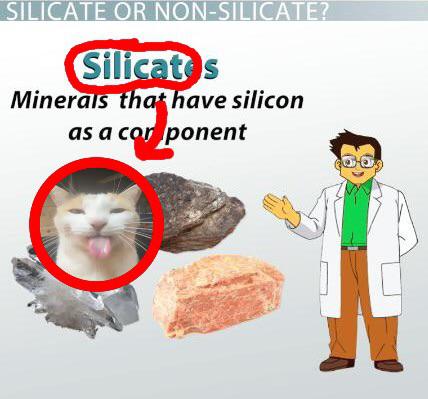 SILICATE OR NON-SILICATE?
Silicates
Minerals that have silicon
as a component